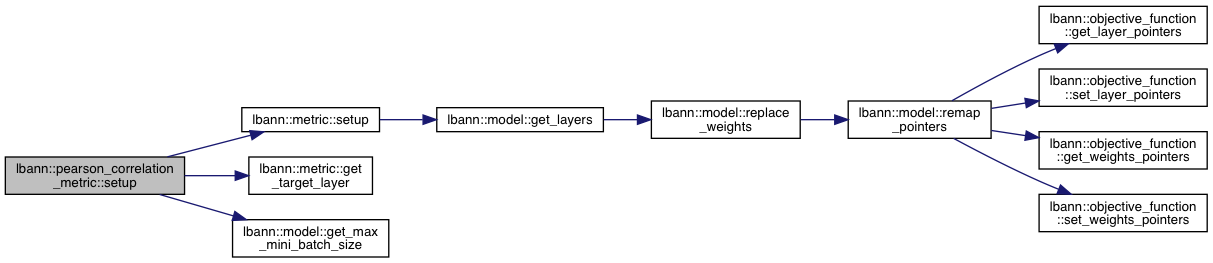 lbann::pearson_correlation
_metric::setup
lbann::metric::setup
lbann::metric::get
_target_layer
lbann::model::get_max
_mini_batch_size
lbann::model::get_layers
lbann::model::replace
_weights
lbann::model::remap
_pointers
lbann::objective_function
::get_layer_pointers
lbann::objective_function
::set_layer_pointers
lbann::objective_function
::get_weights_pointers
lbann::objective_function
::set_weights_pointers